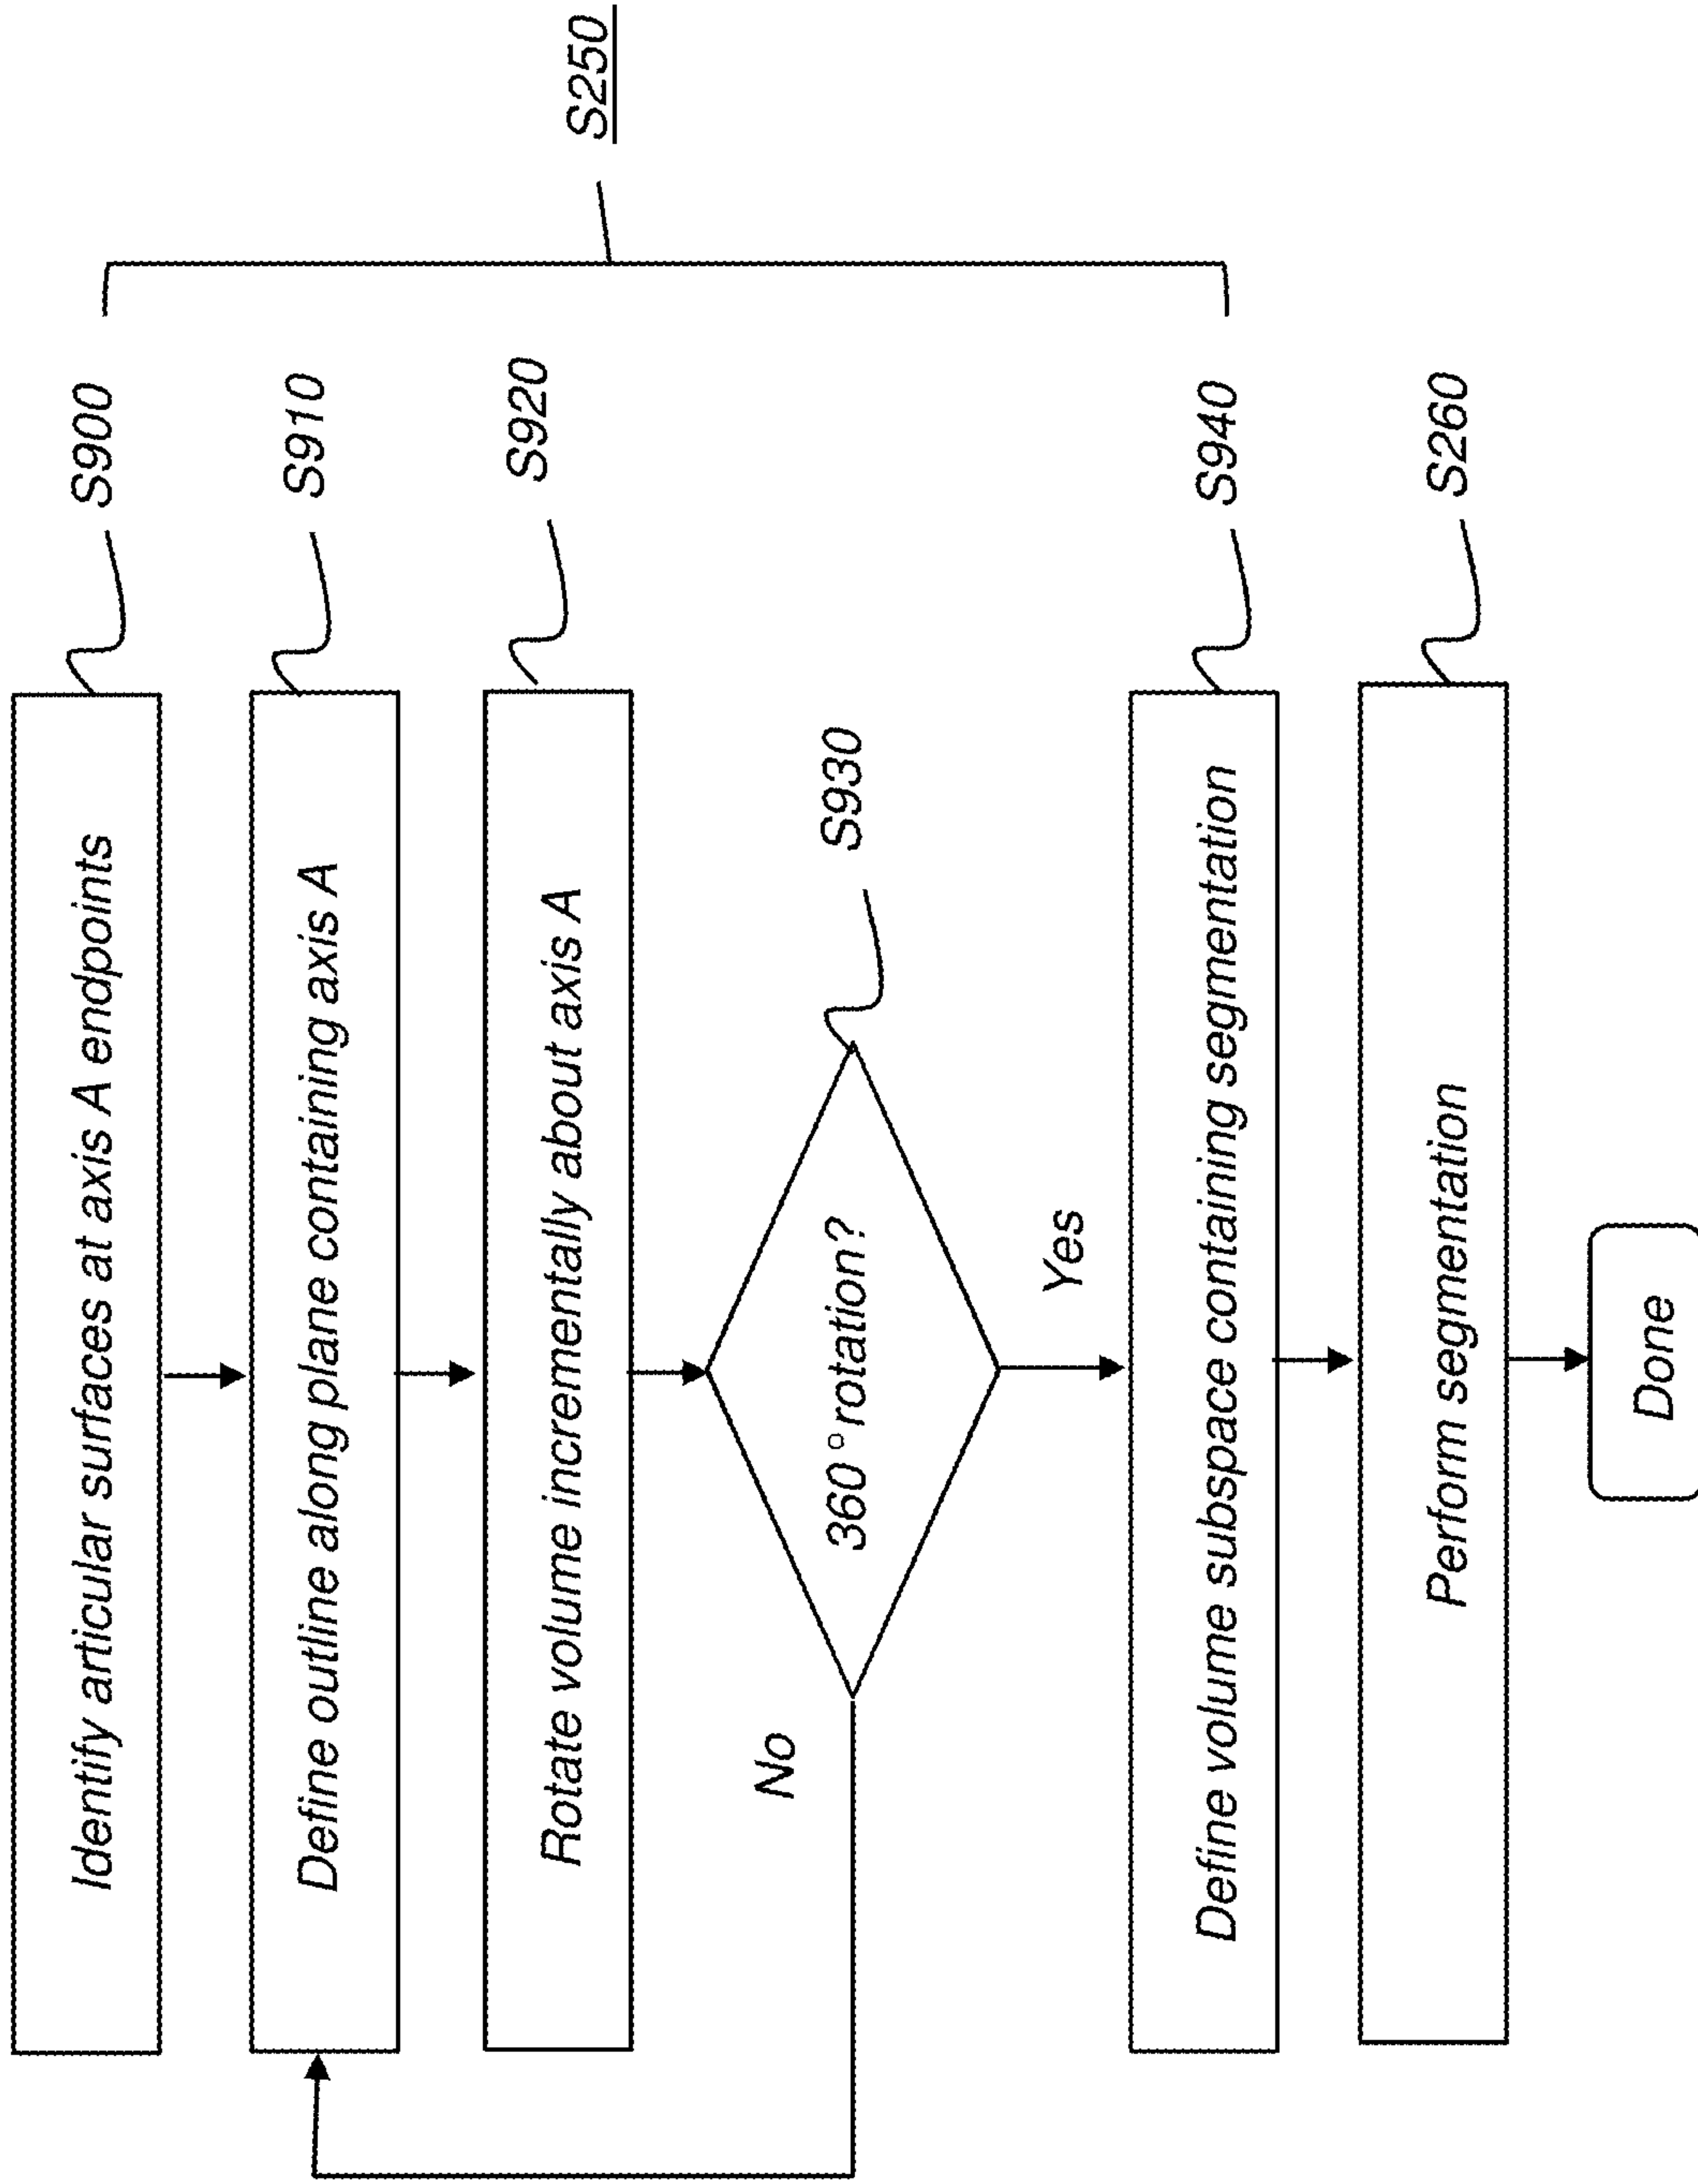 Identify articular surfaces at axis A endpoints
S900
Define outline along plane containing axis A
S910
Rotate volume incrementally about axis A
S920
360° rotation?
S930
No
Yes
S250
Define volume subspace containing segmentation
S940
Perform segmentation
S260
Done